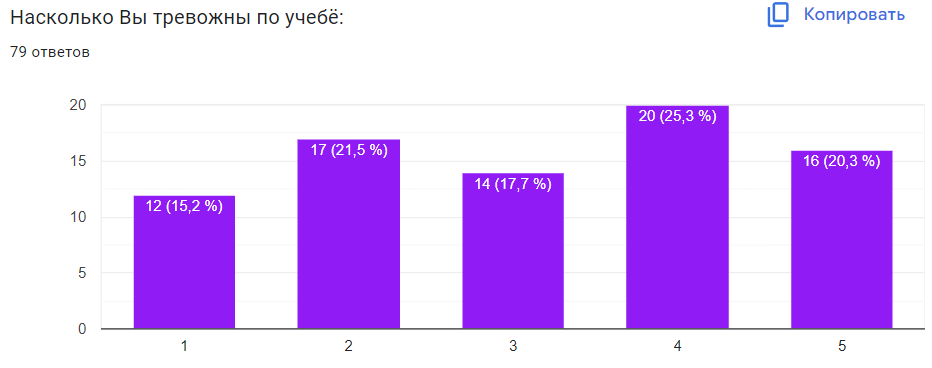 Насколько Вы тревожны по учебё:
Копировать
79 ответов
20
15
10
5
0
12 (15,2 %)
17 (21,5 %)
14 (17,7 %)
20 (25,3 %)
16 (20,3 %)
1
2
3
4
5